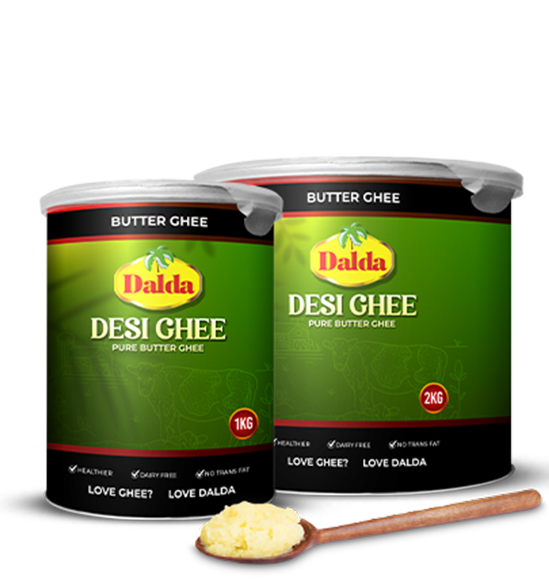 BUTTER GHEE
Dalda
DESI GHEE
PURE BUTTER GHEE
1KG
HEALTHIER DAIRY FREE NO TRANS FAT
LOVE GHEE? LOVE DALDA
BUTTER GHEE
Dalda
DESI GHEE
PURE BUTTER GHEE
2KG
HEALTHIER DAIRY FREE NO TRANS FAT
LOVE GHEE? LOVE DALDA